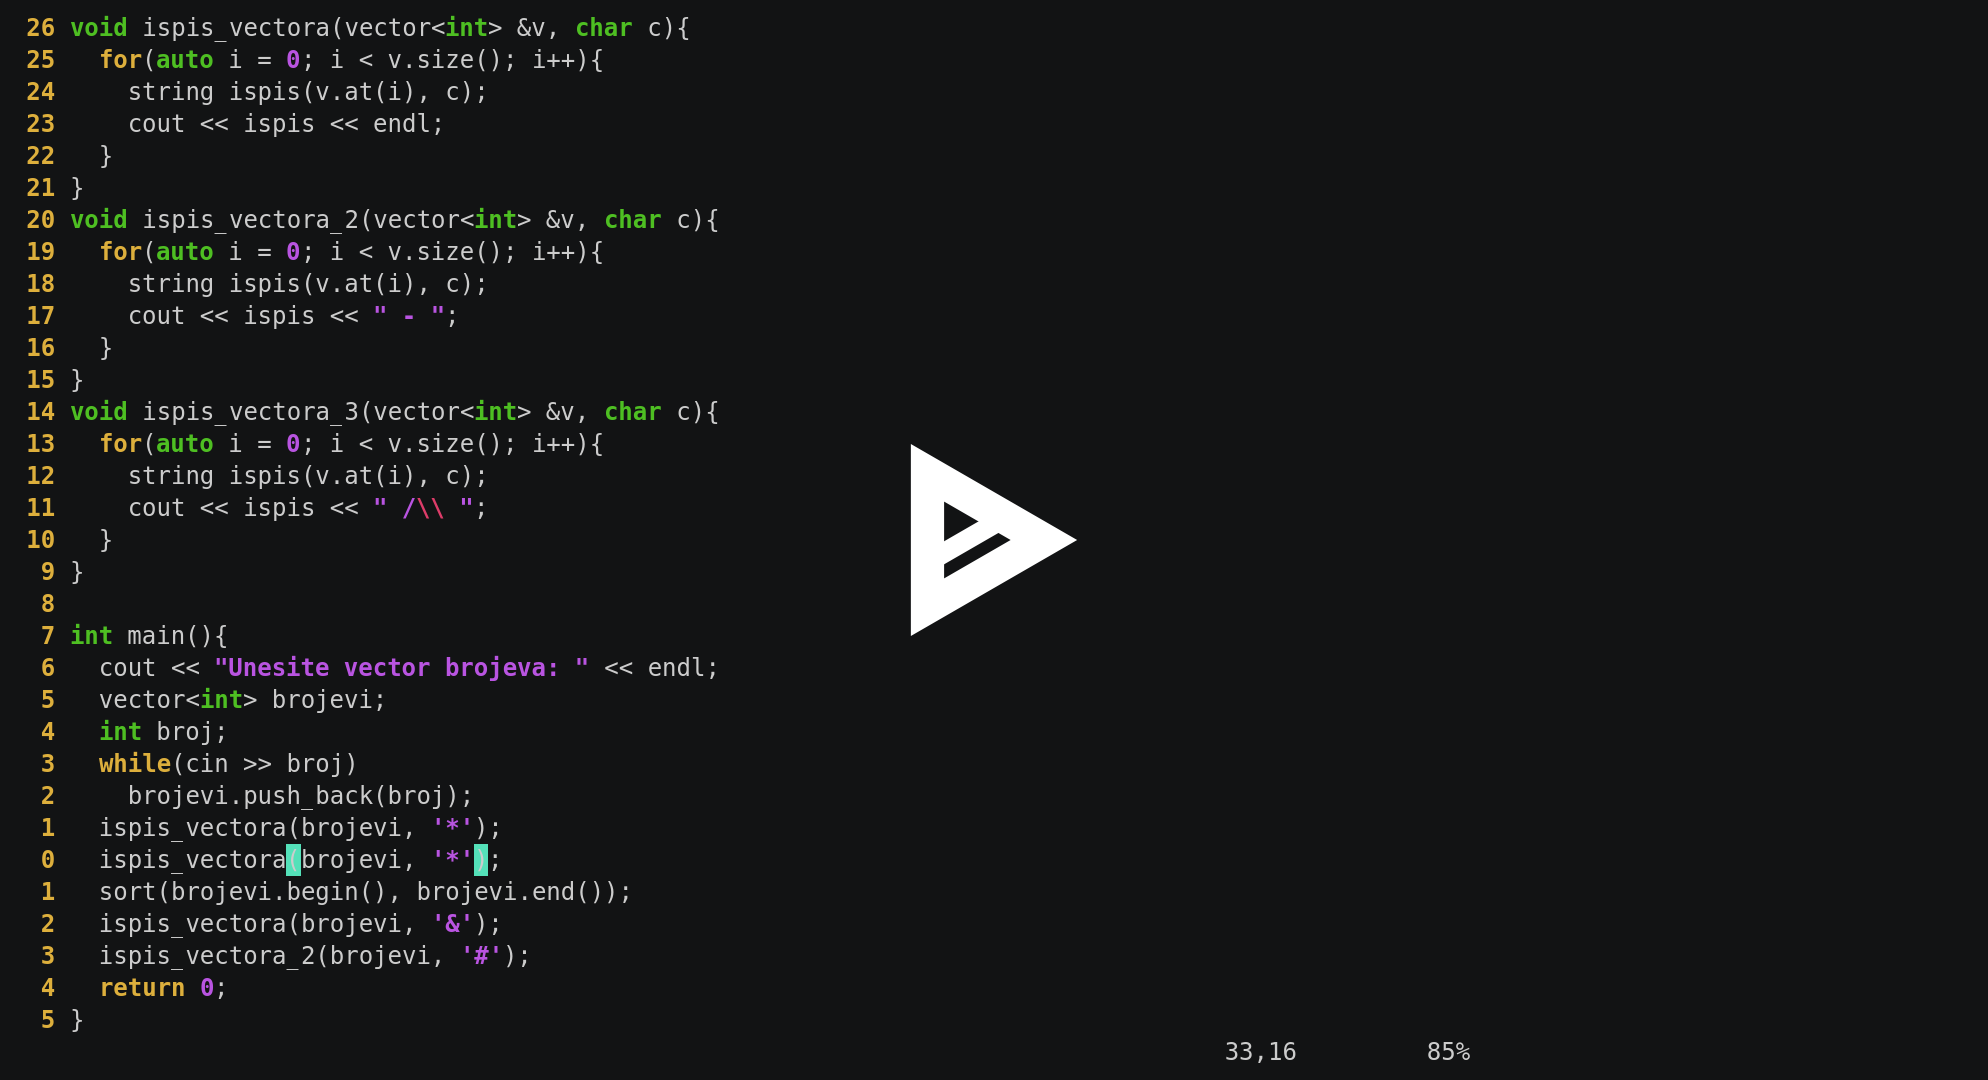 26 void ispis_vectora(vector<int> &v, char c){
25   for(auto i = 0; i < v.size(); i++){
24     string ispis(v.at(i), c);
23     cout << ispis << endl;
22   }
21 }
20 void ispis_vectora_2(vector<int> &v, char c){
19   for(auto i = 0; i < v.size(); i++){
18     string ispis(v.at(i), c);
17     cout << ispis << " - ";
16   }
15 }
14 void ispis_vectora_3(vector<int> &v, char c){
13   for(auto i = 0; i < v.size(); i++){
12     string ispis(v.at(i), c);
11     cout << ispis << " /\\ ";
10   }
 9 }
 8
 7 int main(){
 6   cout << "Unesite vector brojeva: " << endl;
 5   vector<int> brojevi;
 4   int broj;
 3   while(cin >> broj)
 2     brojevi.push_back(broj);
 1   ispis_vectora(brojevi, '*');
 0   ispis_vectora(brojevi, '*');
 1   sort(brojevi.begin(), brojevi.end());
 2   ispis_vectora(brojevi, '&');
 3   ispis_vectora_2(brojevi, '#');
 4   return 0;
 5 }
33,16 85%